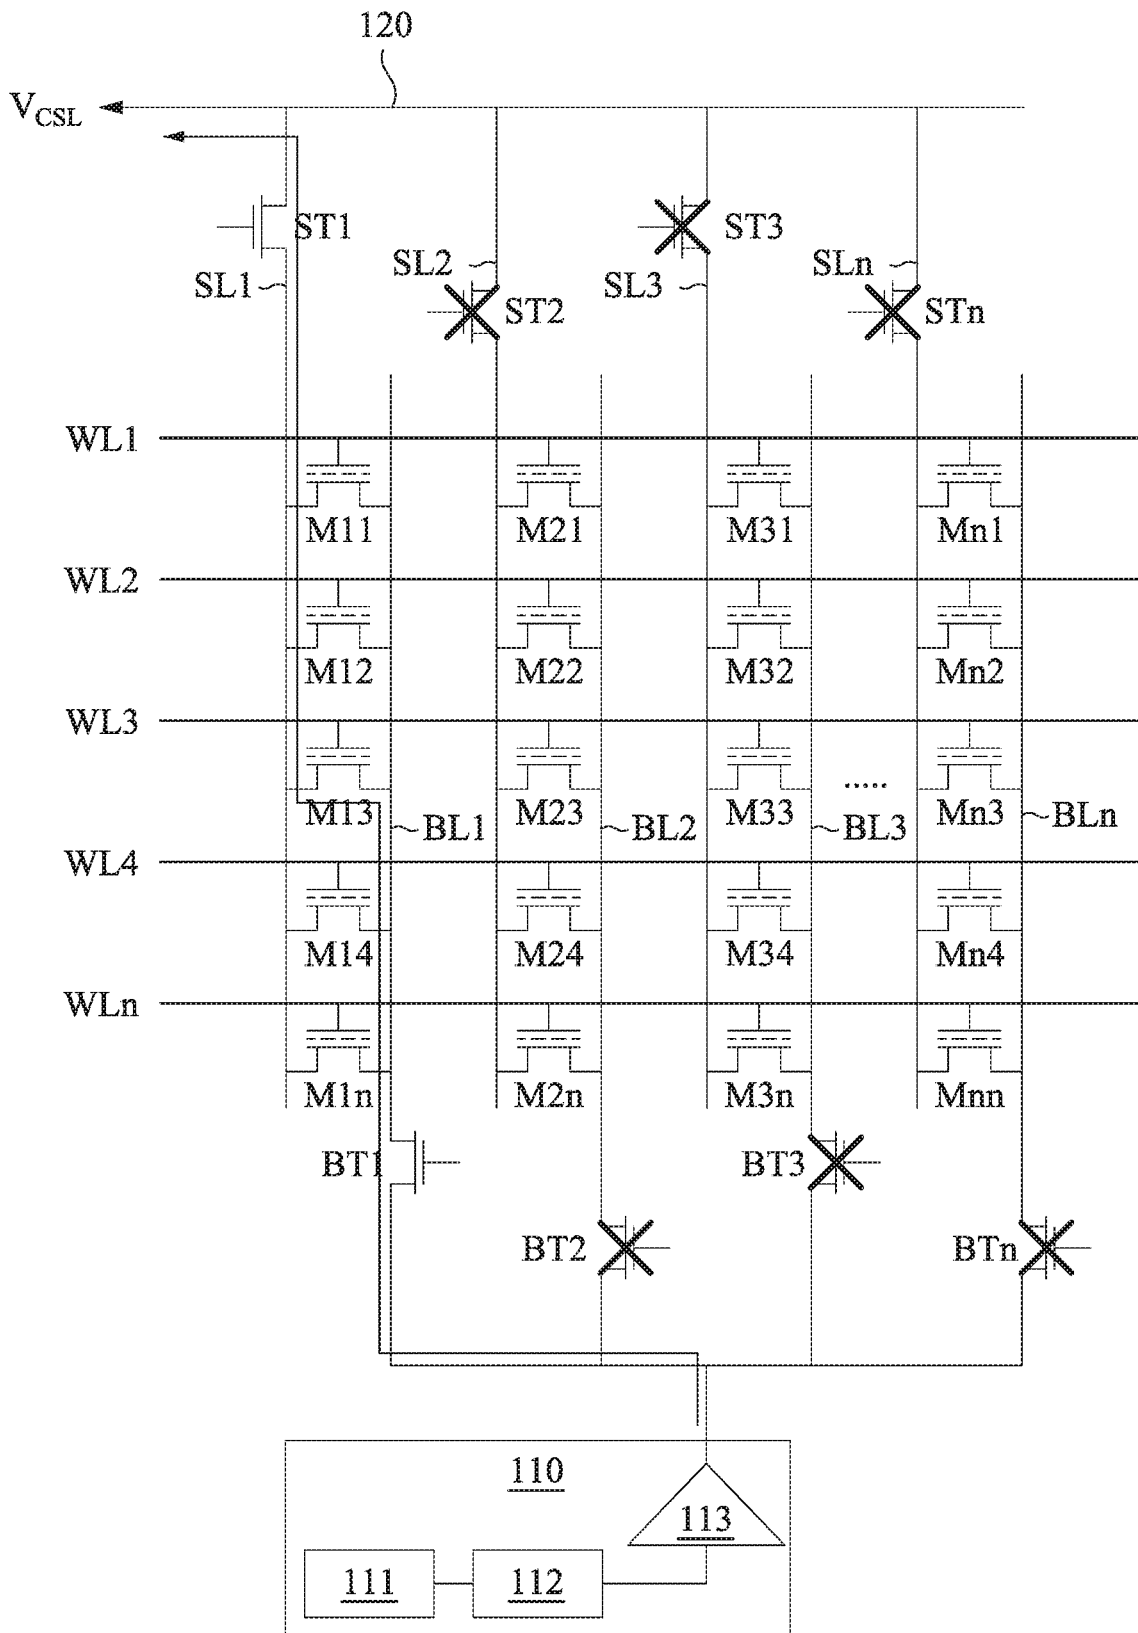 120
VCSL
ST1
ST3
SL1
SL2
SL3
SLn
ST2
STn
WL1
M11 M21 M31 Mn1
WL2
M12 M22 M32 Mn2
WL3
.....
M13 M23 M33 Mn3
BL1 BL2 BL3 BLn
WL4
M14 M24 M34 Mn4
WLn
M1n M2n M3n Mnn
BT1 BT3
BT2 BTn
110
113
111 112